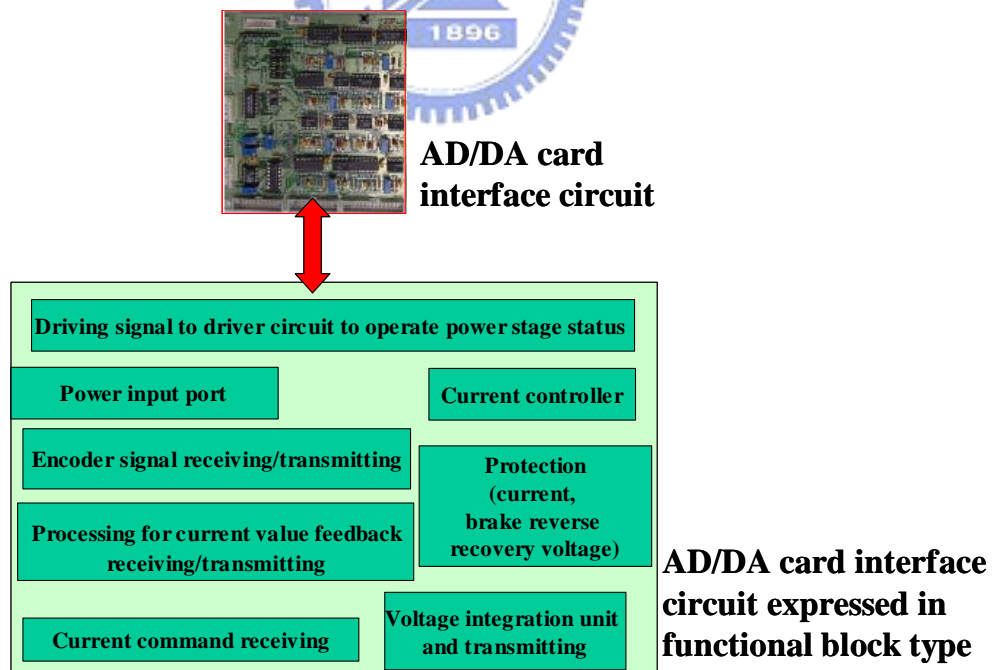 1896
AD/DA card
interface circuit
Driving signal to driver circuit to operate power stage status
Power input port
Current controller
Encoder signal receiving/transmitting
Protection
(current,
brake reverse
recovery voltage)
Processing for current value feedback
receiving/transmitting
Current command receiving
Voltage integration unit
and transmitting
AD/DA card interface
circuit expressed in
functional block type